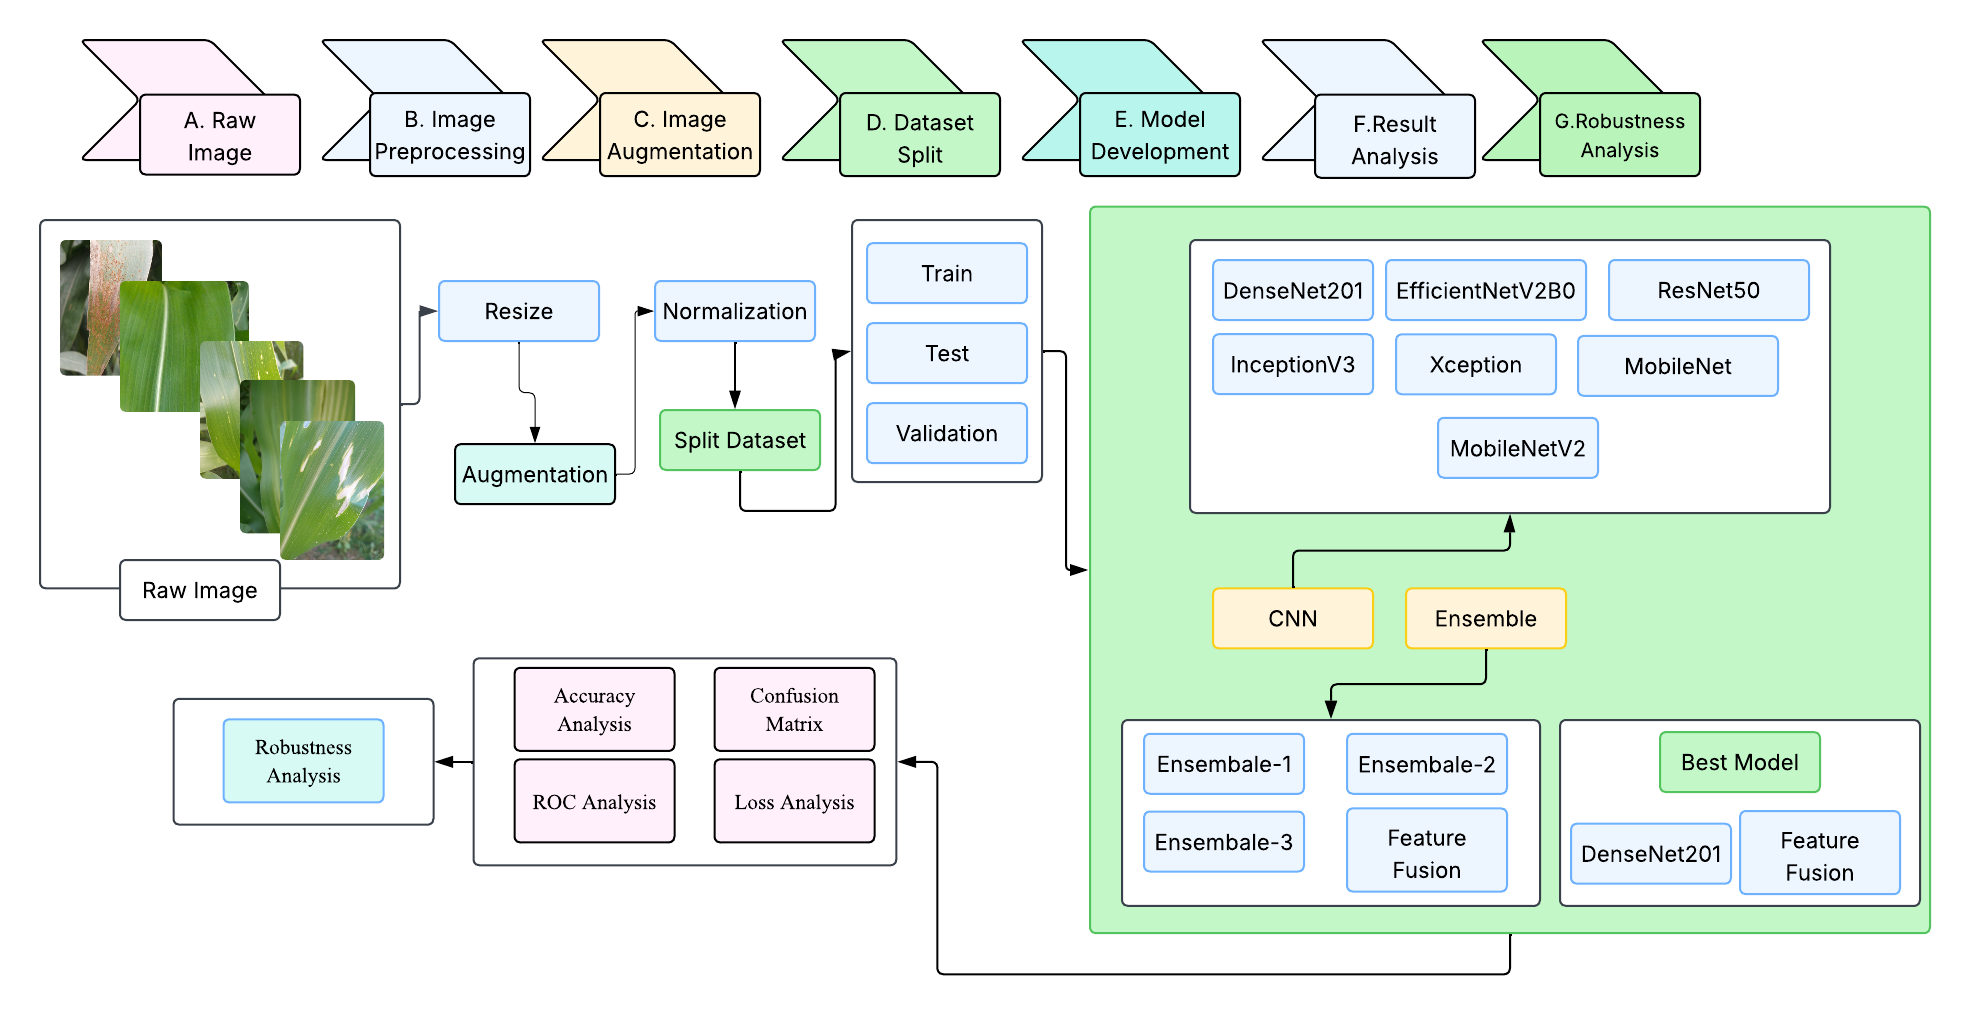 A. Raw
Image
B. Image
Preprocessing
C. Image
Augmentation
D. Dataset
Split
E. Model
Development
F.Result
Analysis
G.Robustness
Analysis
Raw Image
Resize
Augmentation
Normalization
Split Dataset
Train
Test
Validation
DenseNet201
EfficientNetV2B0
ResNet50
InceptionV3
Xception
MobileNet
MobileNetV2
CNN
Ensemble
Ensembale-1
Ensembale-2
Ensembale-3
Feature
Fusion
Best Model
DenseNet201
Feature
Fusion
Accuracy
Analysis
Confusion
Matrix
ROC Analysis
Loss Analysis
Robustness
Analysis